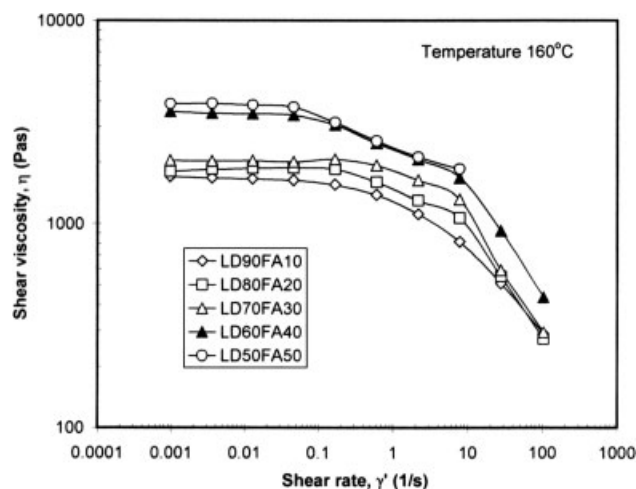 10000
Temperature 160°C
Shear viscosity, η (Pas)
1000
LD90FA10
LD80FA20
LD70FA30
LD60FA40
LD50FA50
100
0.0001 0.001 0.01 0.1 1 10 100 1000
Shear rate, γ' (1/s)